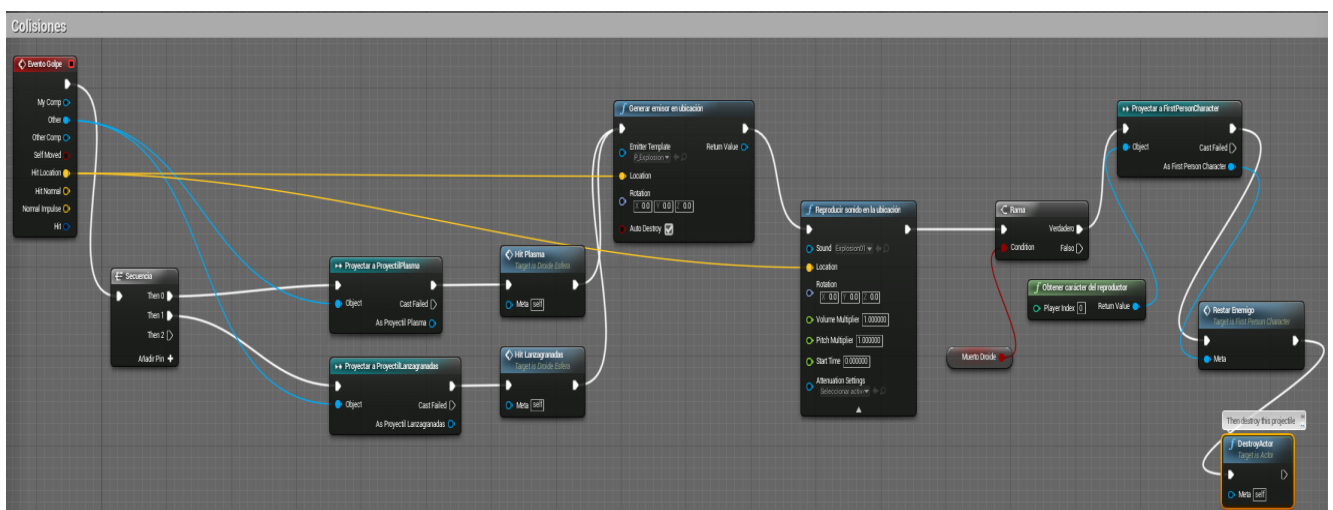 Colisiones
Evento Golpe
My Comp
Other
Other Comp
Self Moved
Hit Location
Hit Normal
Normal Impulse
Hit
Secuencia
Then 0
Then 1
Then 2
Añadir Pin +
Proyectar a ProyectilPlasma
Object
Cast Failed
As Proyectil Plasma
Proyectar a ProyectilLanzagranadas
Object
Cast Failed
As Proyectil Lanzagranadas
Hit Plasma
Target is Droide Esfera
Meta self
Hit Lanzagranadas
Target is Droide Esfera
Meta self
Generar emisor en ubicación
Emitter Template
P_Explosion
Return Value
Location
Rotation
X 0.0 Y 0.0 Z 0.0
Auto Destroy
Reproducir sonido en la ubicación
Sound Explosion01
Location
Rotation
X 0.0 Y 0.0 Z 0.0
Volume Multiplier 1.000000
Pitch Multiplier 1.000000
Start Time 0.000000
Attenuation Settings
Seleccionar activ
Rama
Verdadero
Condition
Falso
Muerto Droide
Obtener carácter del reproductor
Player Index 0
Return Value
Proyectar a FirstPersonCharacter
Object
Cast Failed
As First Person Character
Restar Enemigo
Target is First Person Character
Meta
Then destroy this projectile
DestroyActor
Target is Actor
Meta self